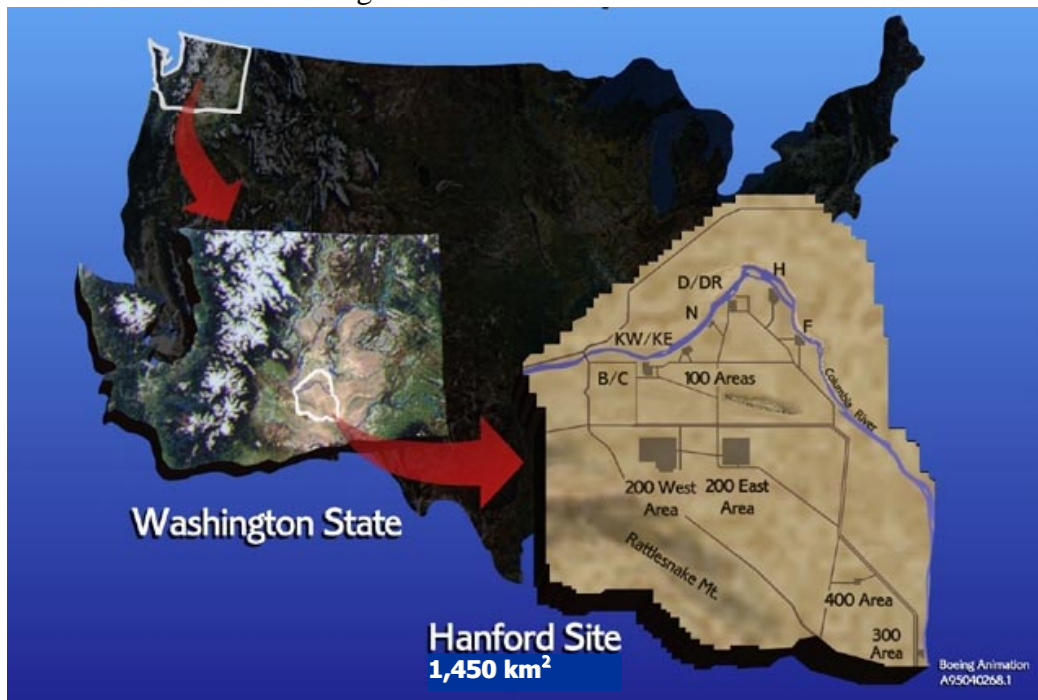 D/DR
H
N
F
KW/KE
B/C
100 Areas
Columbia River
200 West
Area
200 East
Area
Rattlesnake Mt.
400 Area
300
Area
Washington State
Hanford Site
1,450 km²
Boeing Animation
A95040268.1